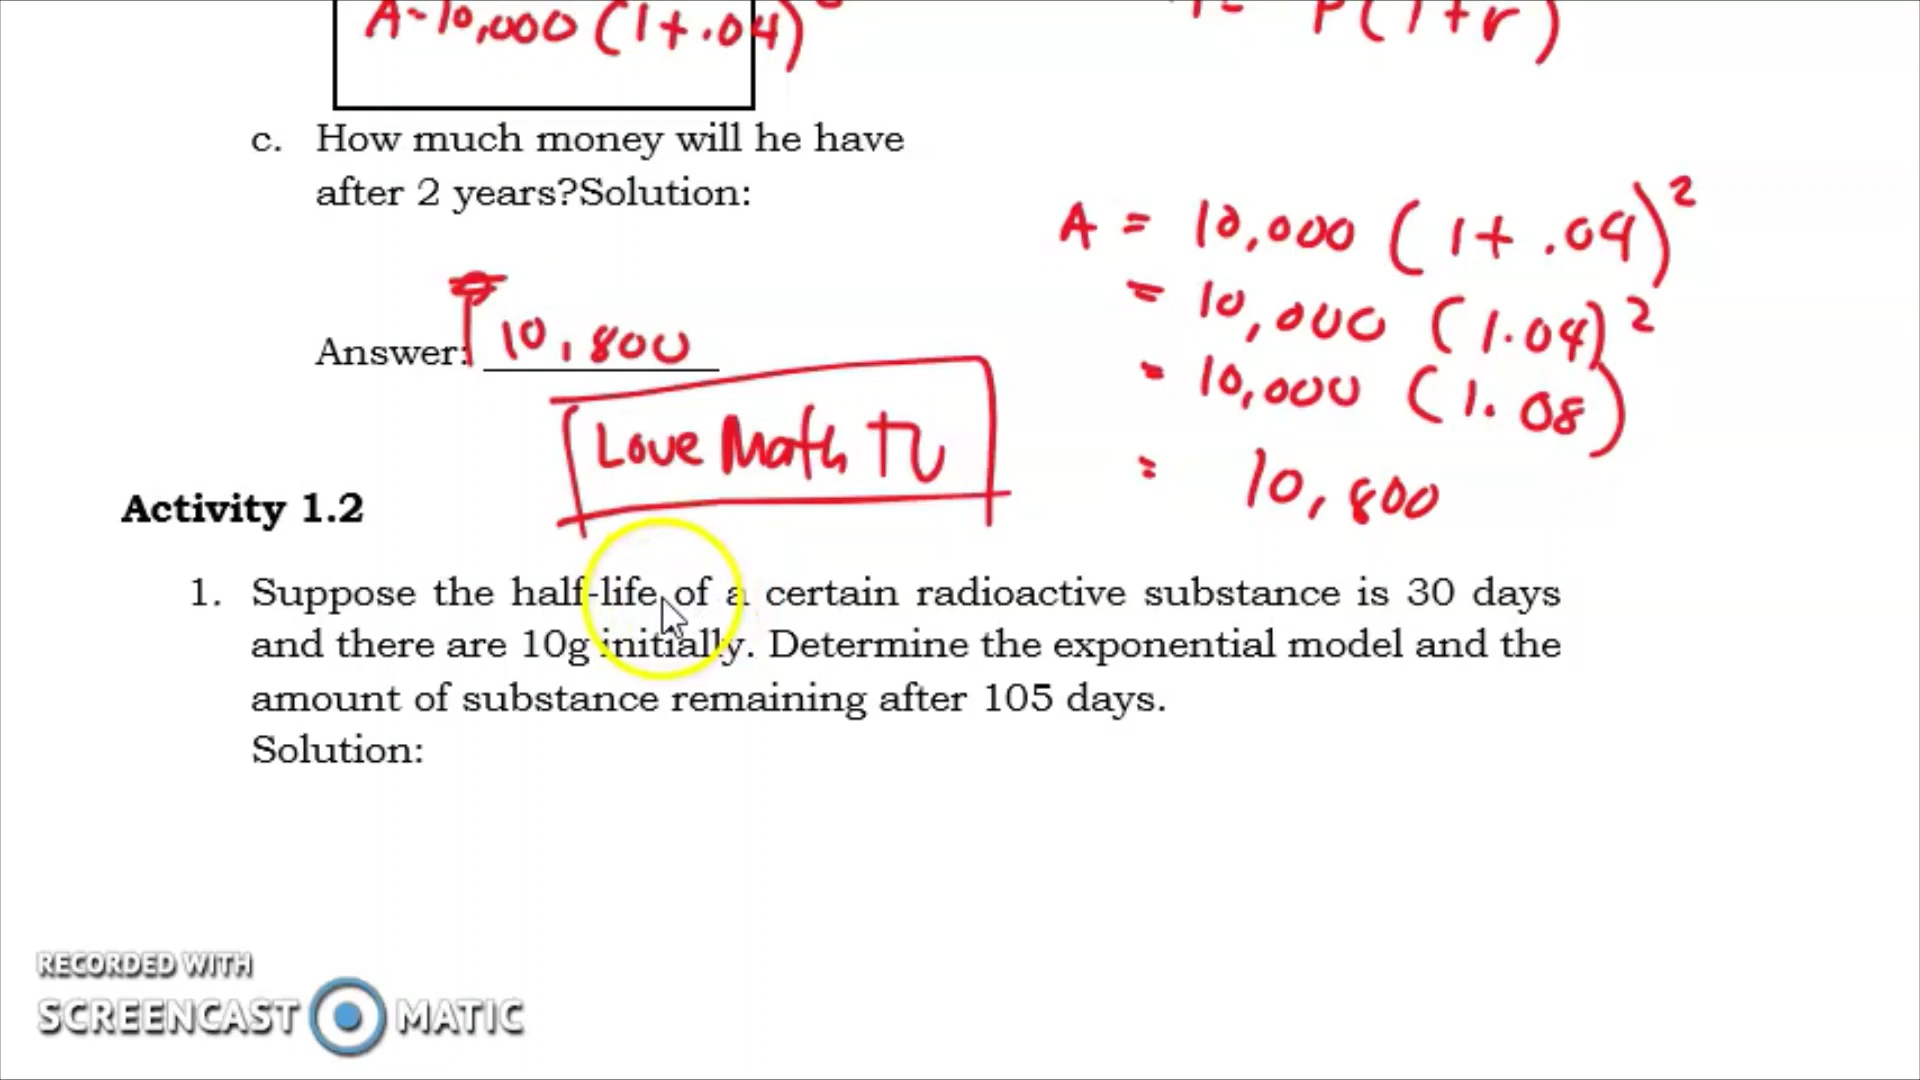 A=10,000 (1+.04)
P(1+r)
c. How much money will he have
after 2 years?Solution:
A = 10,000 (1+ .04)²
= 10,000 (1.04)²
= 10,000 (1.08)
= 10,800
Answer: ₱10,800
Love Math
Activity 1.2
1. Suppose the half-life of a certain radioactive substance is 30 days
and there are 10g initially. Determine the exponential model and the
amount of substance remaining after 105 days.
Solution:
RECORDED WITH
SCREENCAST MATIC